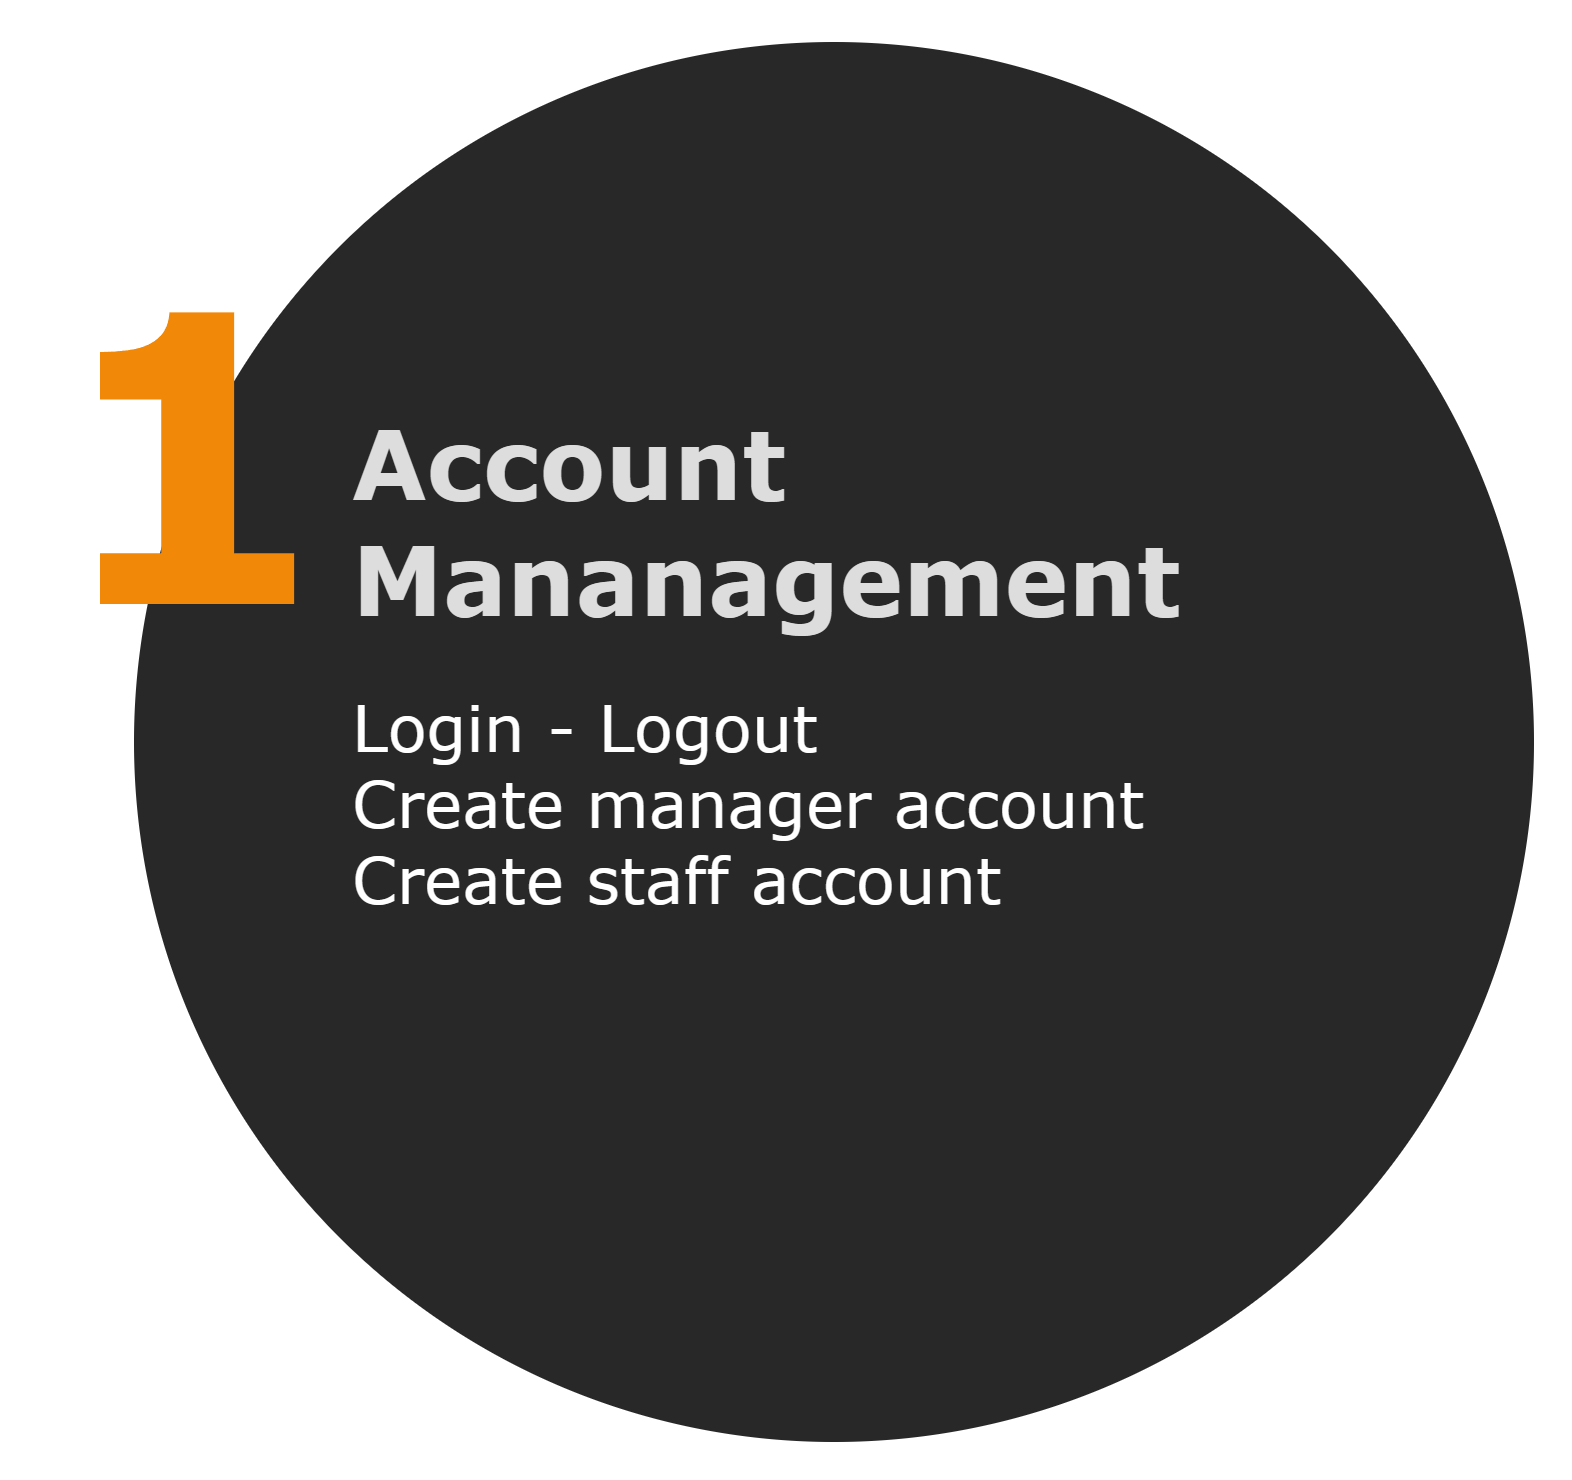 1
Account
Mananagement
Login - Logout
Create manager account
Create staff account